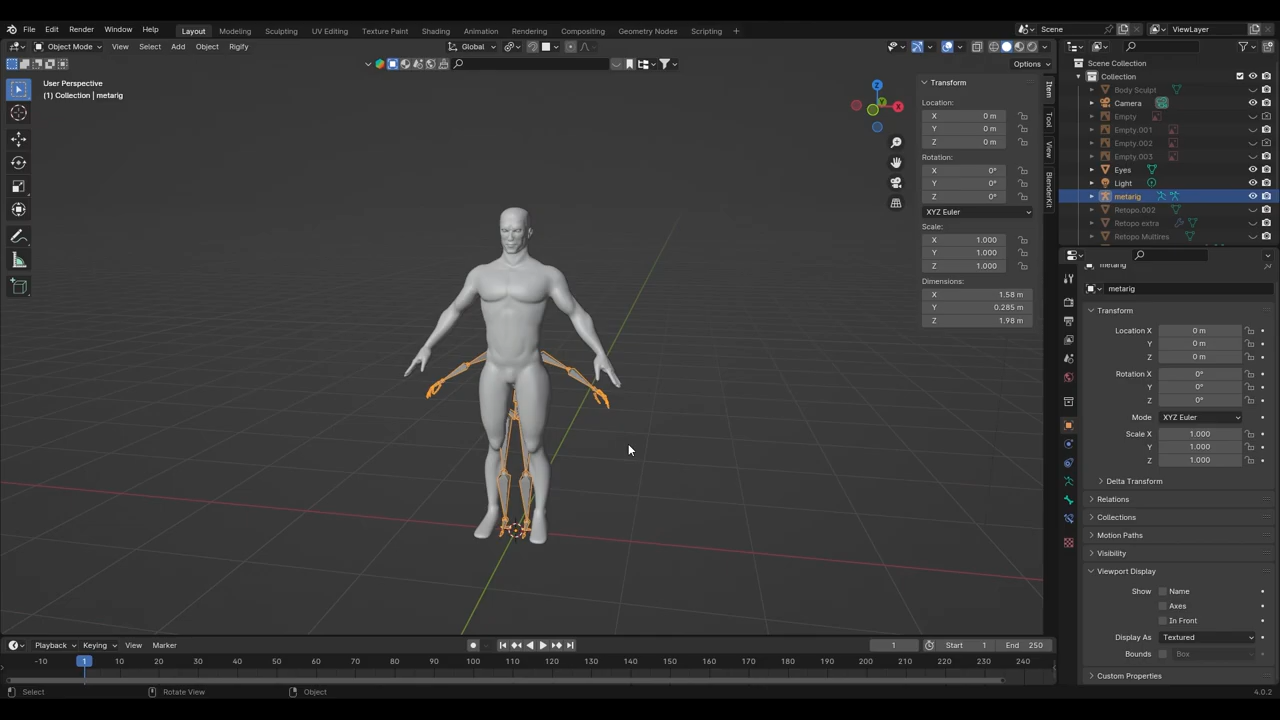 File Edit Render Window Help Layout Modeling Sculpting UV Editing Texture Paint Shading Animation Rendering Compositing Geometry Nodes Scripting + Scene ViewLayer
Object Mode View Select Add Object Rigify Global
Options
User Perspective
(1) Collection | metarig
Z
X
Y
Transform
Location:
X 0 m
Y 0 m
Z 0 m
Rotation:
X 0°
Y 0°
Z 0°
XYZ Euler
Scale:
X 1.000
Y 1.000
Z 1.000
Dimensions:
X 1.58 m
Y 0.285 m
Z 1.98 m
Item
Tool
View
BlenderKit
Scene Collection
Collection
Body Sculpt
Camera
Empty
Empty.001
Empty.002
Empty.003
Eyes
Light
metarig
Retopo.002
Retopo extra
Retopo Multires
metarig
metarig
Transform
Location X 0 m
Y 0 m
Z 0 m
Rotation X 0°
Y 0°
Z 0°
Mode XYZ Euler
Scale X 1.000
Y 1.000
Z 1.000
Delta Transform
Relations
Collections
Motion Paths
Visibility
Viewport Display
Show Name
Axes
In Front
Display As Textured
Bounds Box
Custom Properties
Playback Keying View Marker 1 Start 1 End 250
-10 1 10 20 30 40 50 60 70 80 90 100 110 120 130 140 150 160 170 180 190 200 210 220 230 240
Select Rotate View Object 4.0.2